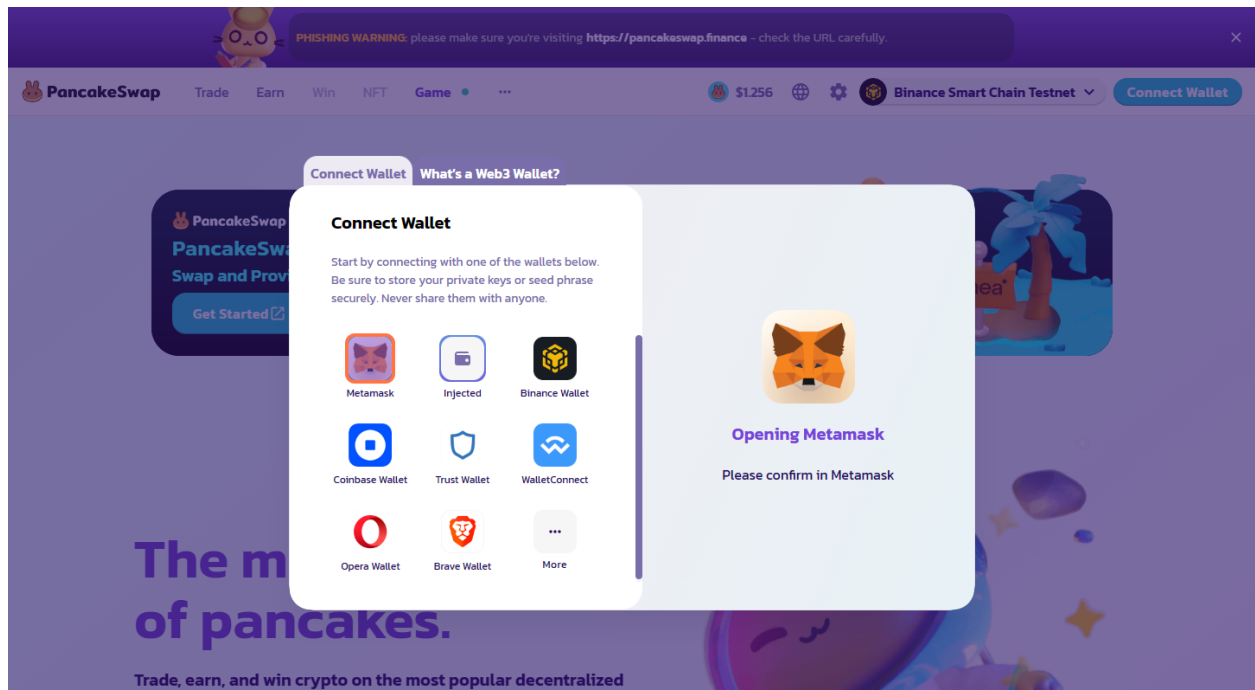 PHISHING WARNING: please make sure you're visiting https://pancakeswap.finance - check the URL carefully.
PancakeSwap Trade Earn Win NFT Game ••• $1.256 Binance Smart Chain Testnet Connect Wallet
Connect Wallet What's a Web3 Wallet?
PancakeSwap
PancakeSw
Swap and Provi
Get Started
Connect Wallet
Start by connecting with one of the wallets below.
Be sure to store your private keys or seed phrase
securely. Never share them with anyone.
Metamask Injected Binance Wallet
Coinbase Wallet Trust Wallet WalletConnect
Opera Wallet Brave Wallet More
Opening Metamask
Please confirm in Metamask
nea
The m
of pancakes.
Trade, earn, and win crypto on the most popular decentralized